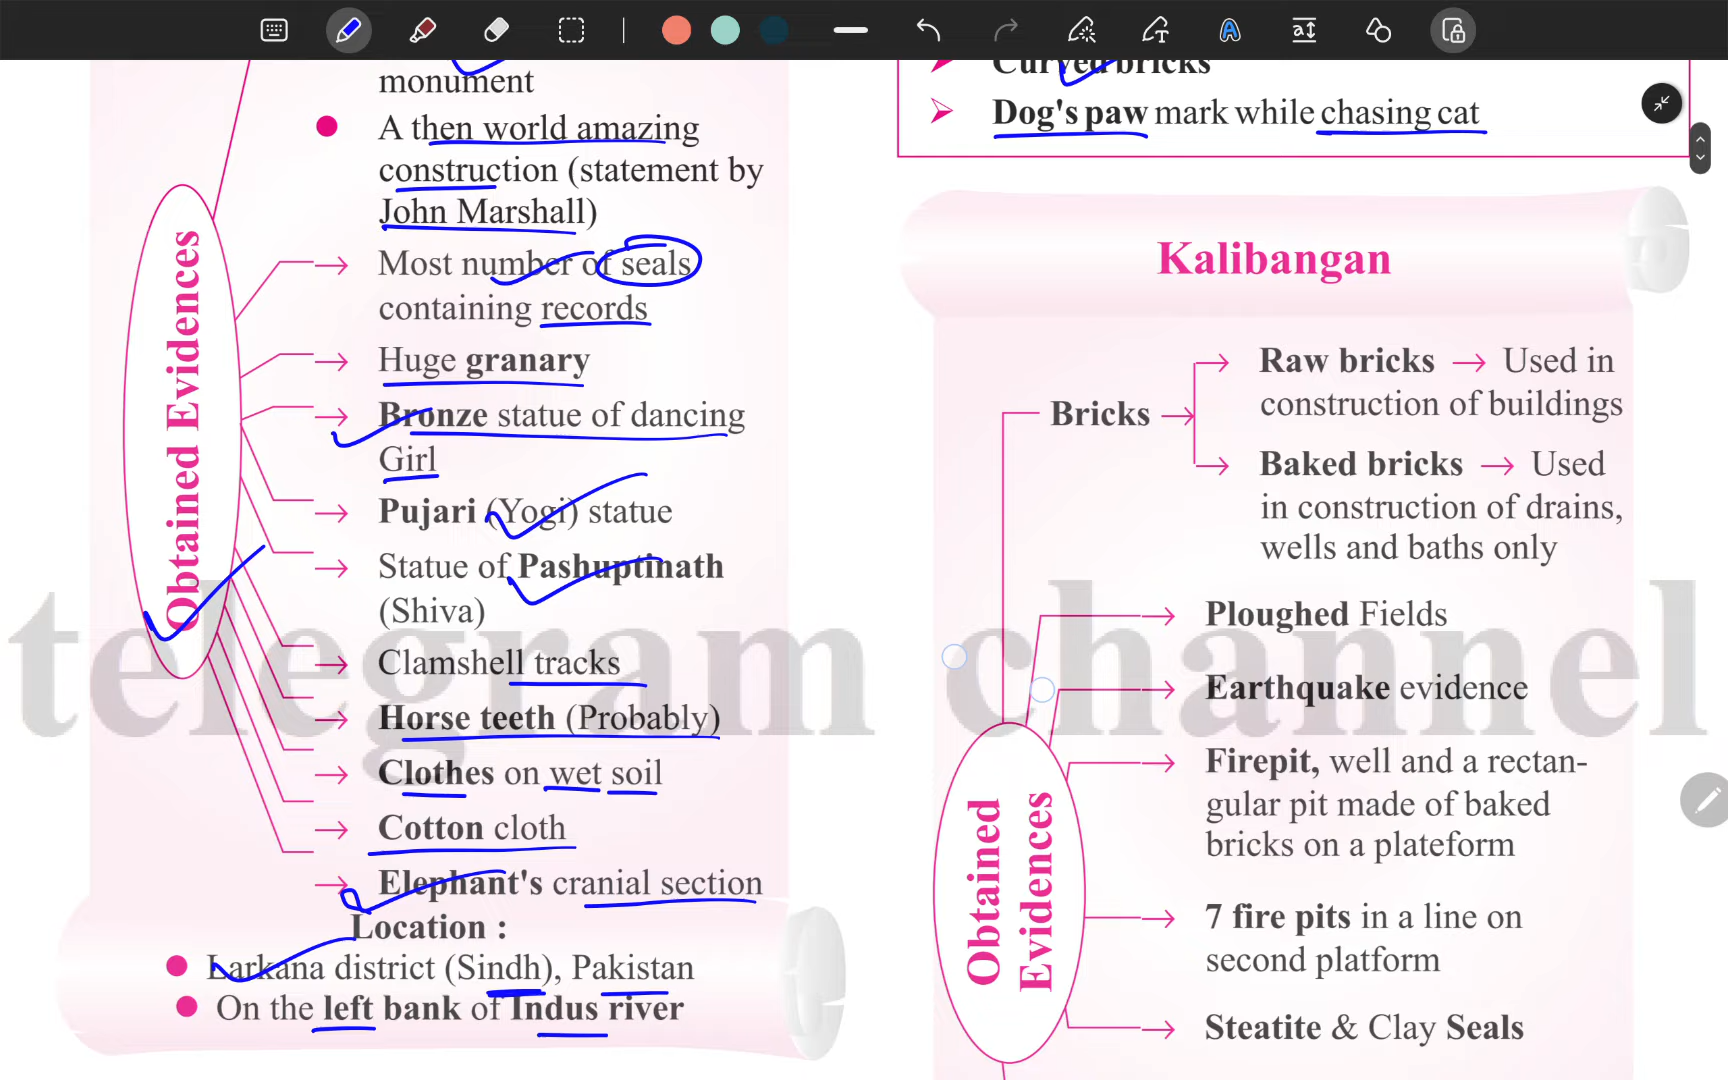 monument
A then world amazing
construction (statement by
John Marshall)
Most number of seals
containing records
Huge granary
Bronze statue of dancing
Girl
Pujari (Yogi) statue
Statue of Pashuptinath
(Shiva)
Clamshell tracks
Horse teeth (Probably)
Clothes on wet soil
Cotton cloth
Elephant's cranial section
Obtained Evidences
Location :
Larkana district (Sindh), Pakistan
On the left bank of Indus river
Curved bricks
Dog's paw mark while chasing cat
Kalibangan
Bricks
Raw bricks → Used in
construction of buildings
Baked bricks → Used
in construction of drains,
wells and baths only
Ploughed Fields
Earthquake evidence
Firepit, well and a rectan-
gular pit made of baked
bricks on a plateform
7 fire pits in a line on
second platform
Steatite & Clay Seals
Obtained
Evidences
telegram channel